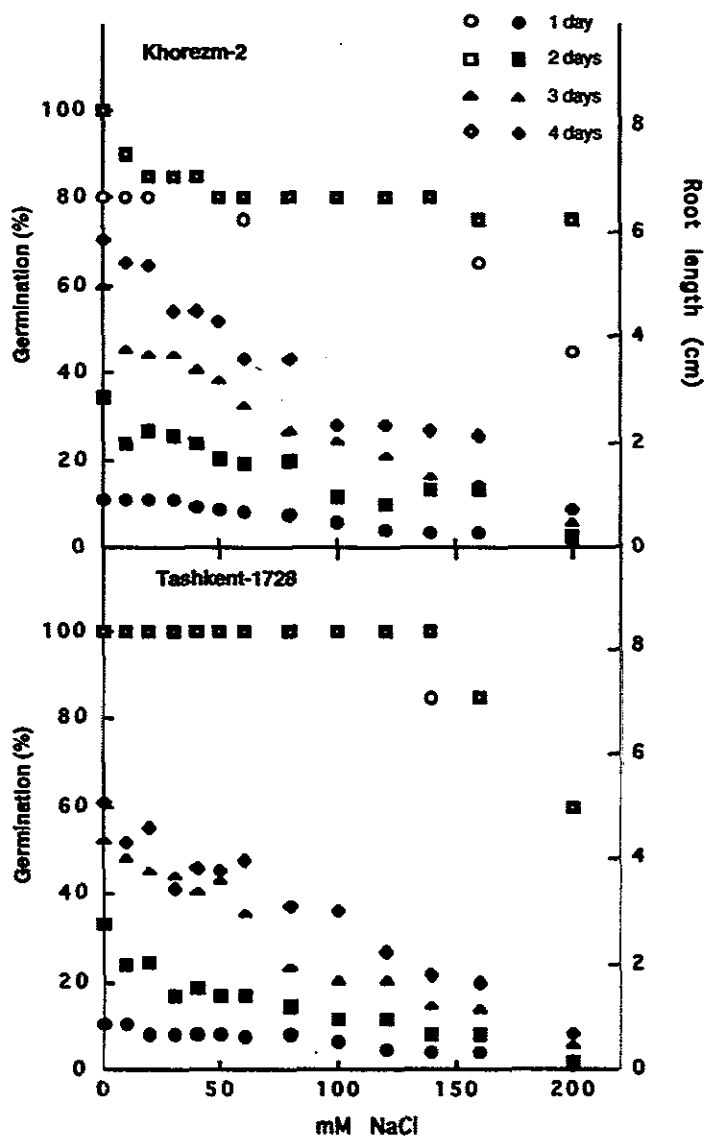 Khorezm-2
1 day
2 days
3 days
4 days
100
80
60
40
20
0
Germination (%)
8
6
4
2
0
Root length (cm)
Tashkent-1728
100
80
60
40
20
0
Germination (%)
8
6
4
2
0
0 50 100 150 200
mM NaCl